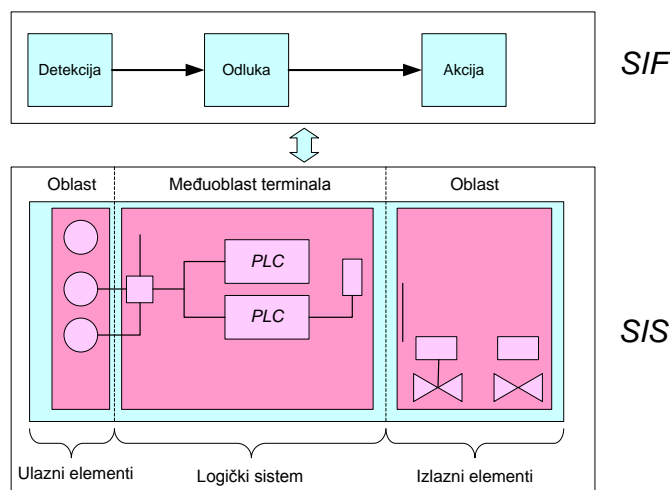 Detekcija
Odluka
Akcija
SIF
Oblast
Međuoblast terminala
Oblast
PLC
PLC
SIS
Ulazni elementi
Logički sistem
Izlazni elementi